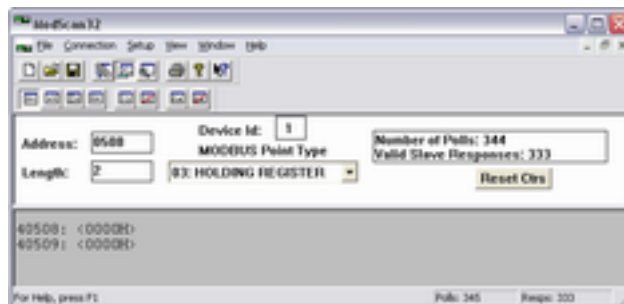 ModScan32
File Connection Setup View Window Help
Address: 0508
Device Id: 1
MODBUS Point Type
Number of Polls: 344
Valid Slave Responses: 333
Length: 2
03: HOLDING REGISTER
Reset Ctrs
40508: <0000H>
40509: <0000H>
For Help, press F1
Polls: 345
Resps: 333